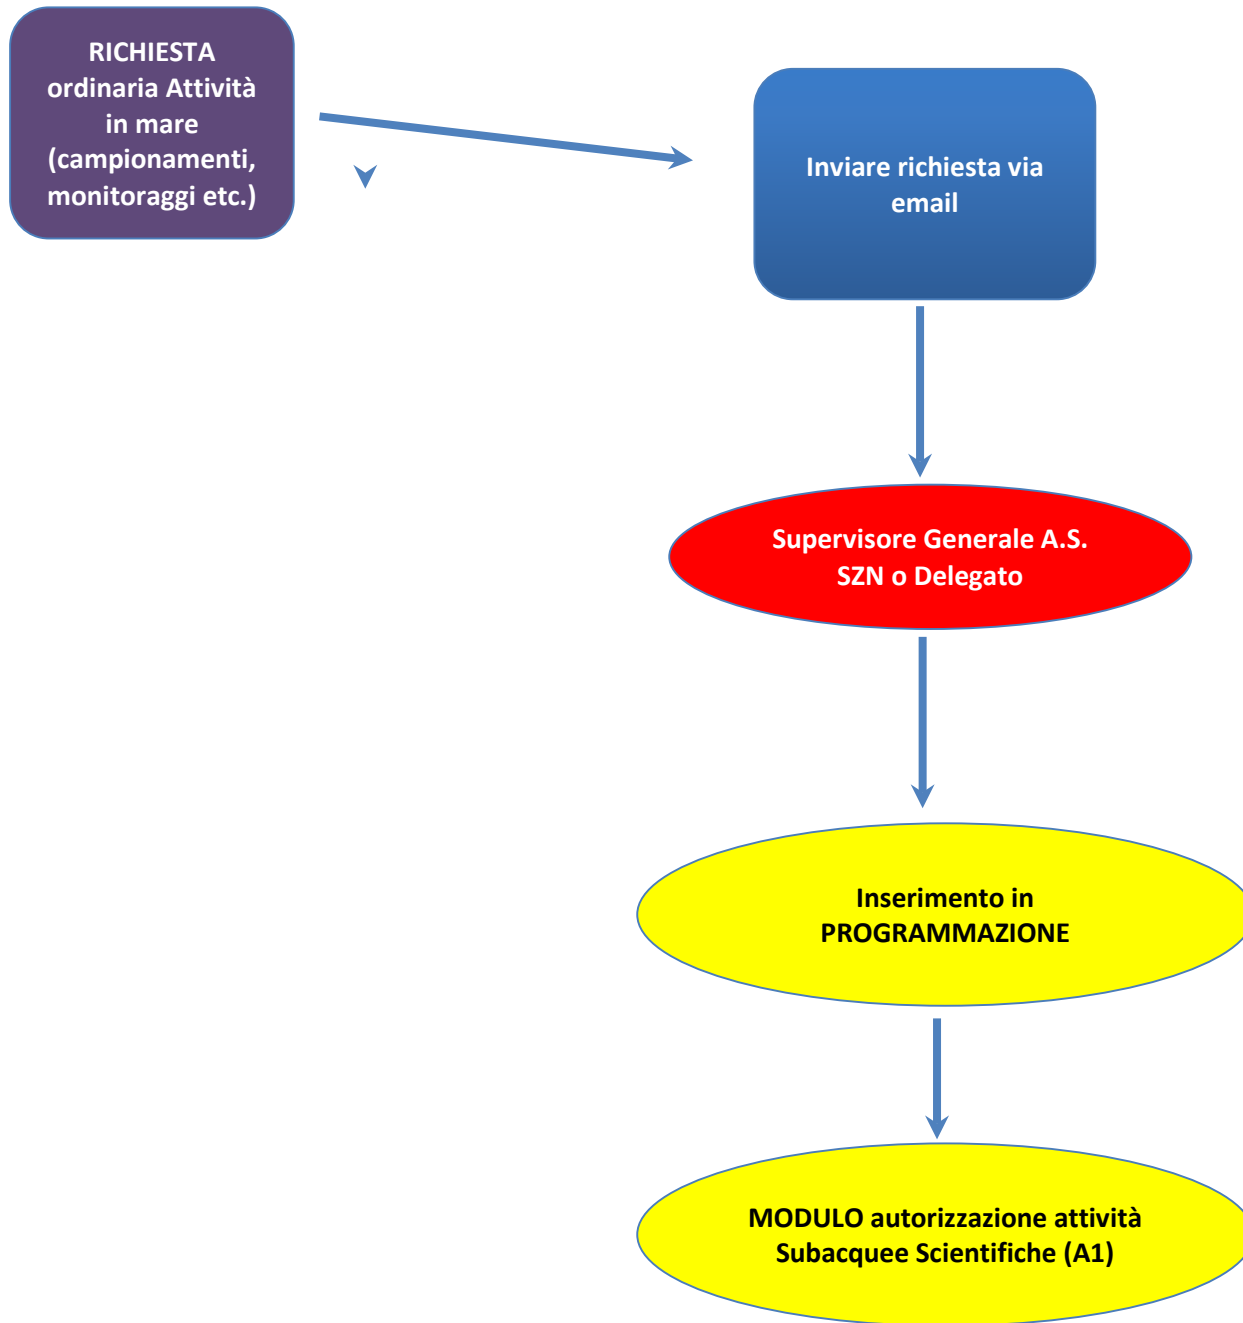 RICHIESTA
ordinaria Attività
in mare
(campionamenti,
monitoraggi etc.)
Inviare richiesta via
email
Supervisore Generale A.S.
SZN o Delegato
Inserimento in
PROGRAMMAZIONE
MODULO autorizzazione attività
Subacquee Scientifiche (A1)